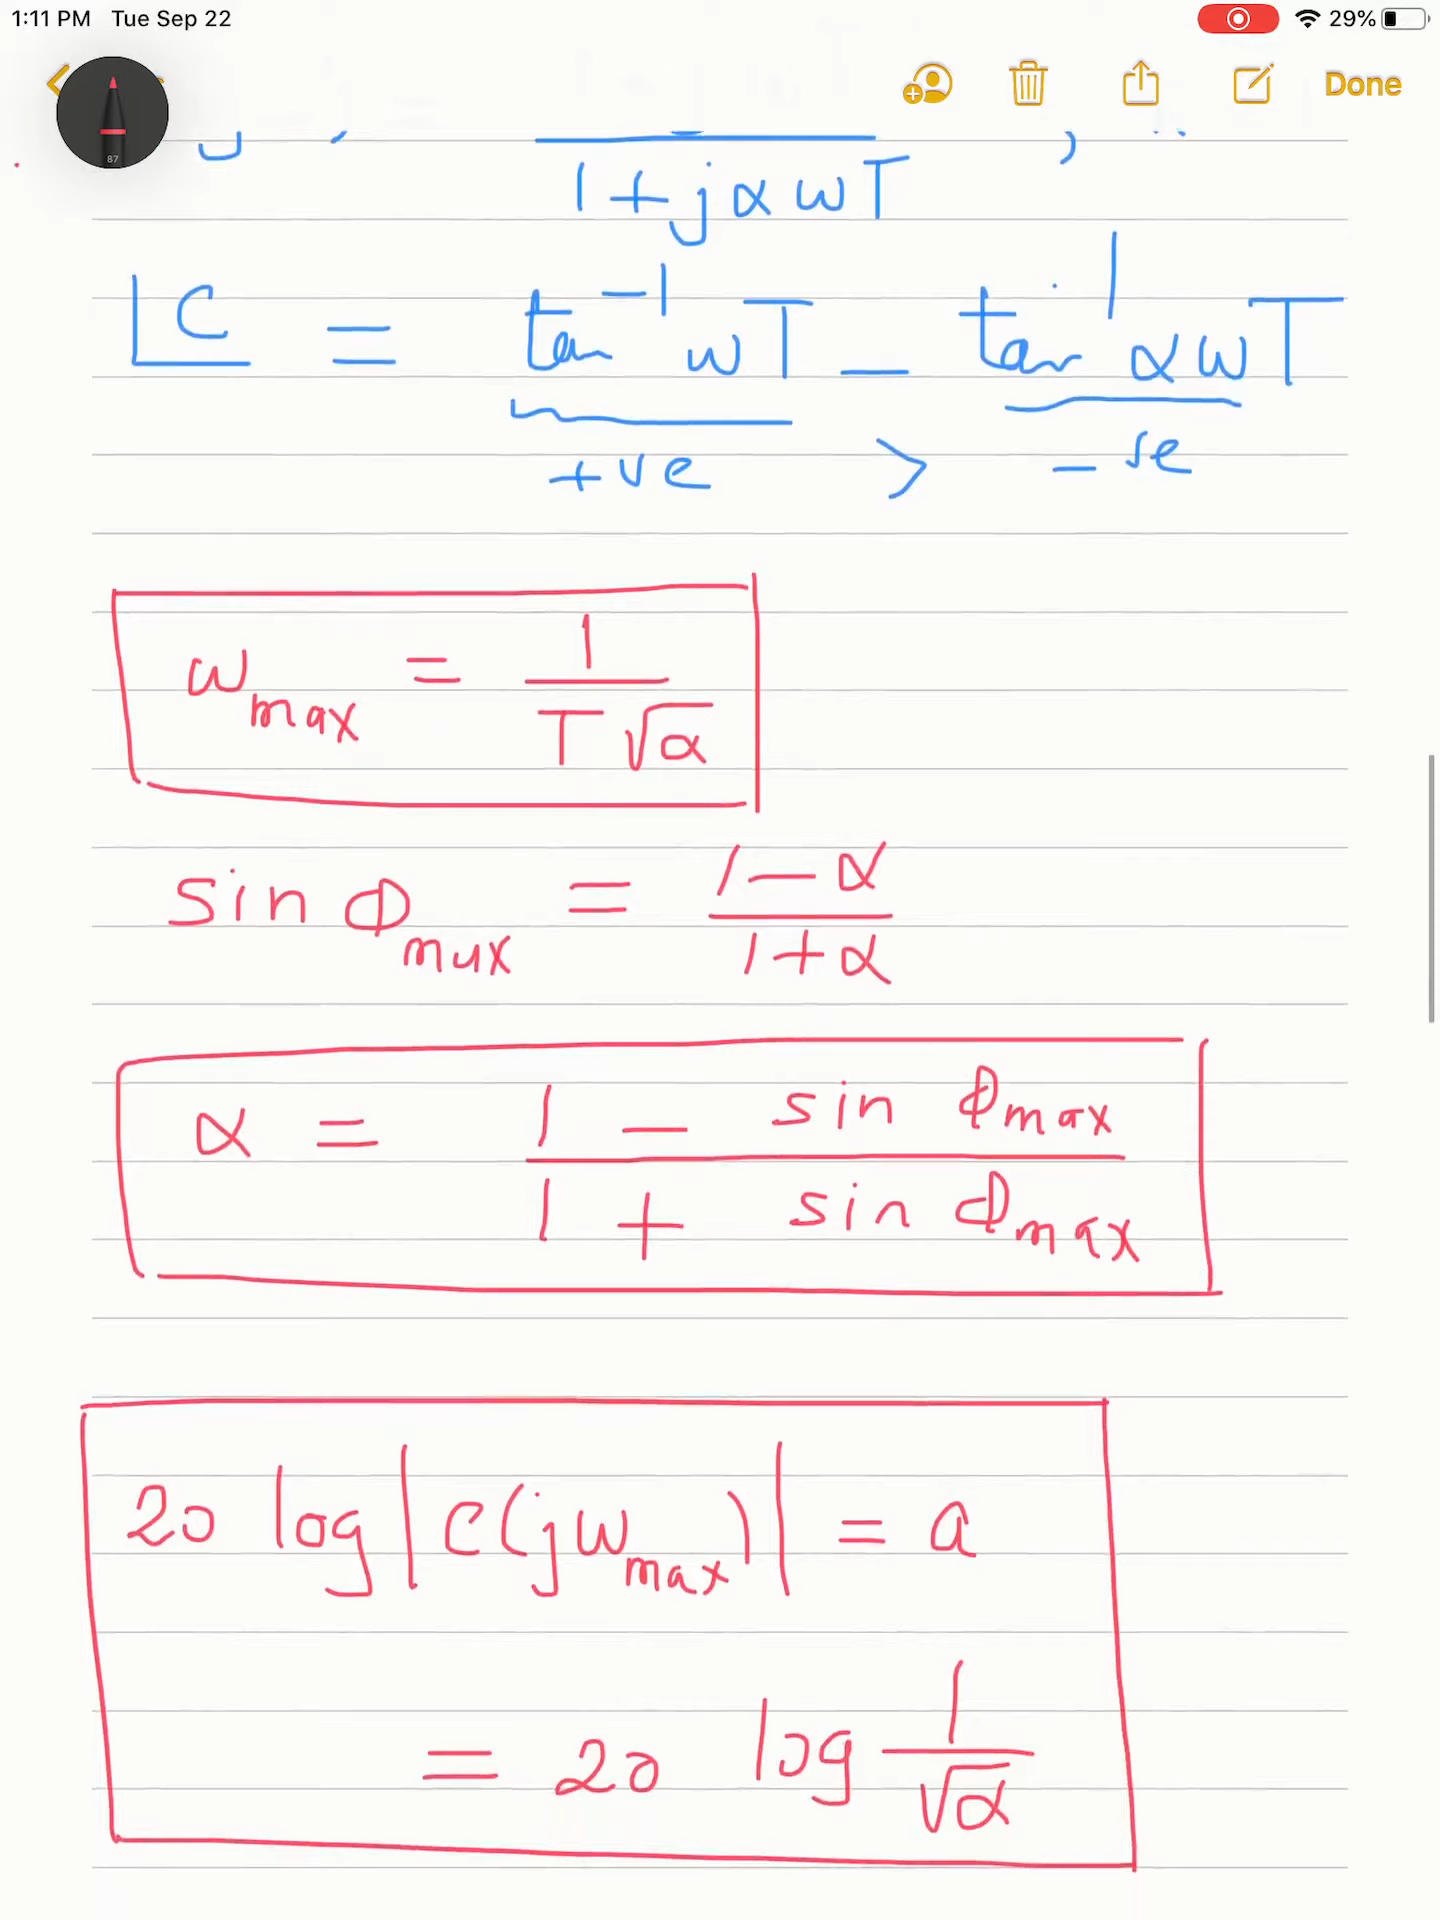 1:11 PM Tue Sep 22 29%
Done
87
1 + jαωT
∠C = tan⁻¹ ωT − tan⁻¹ αωT
+ve > −ve
ω_max = 1 / (T √α)
sin Φ_max = (1 − α) / (1 + α)
α = (1 − sin Φ_max) / (1 + sin Φ_max)
20 log |C(jω_max)| = a
= 20 log 1/√α